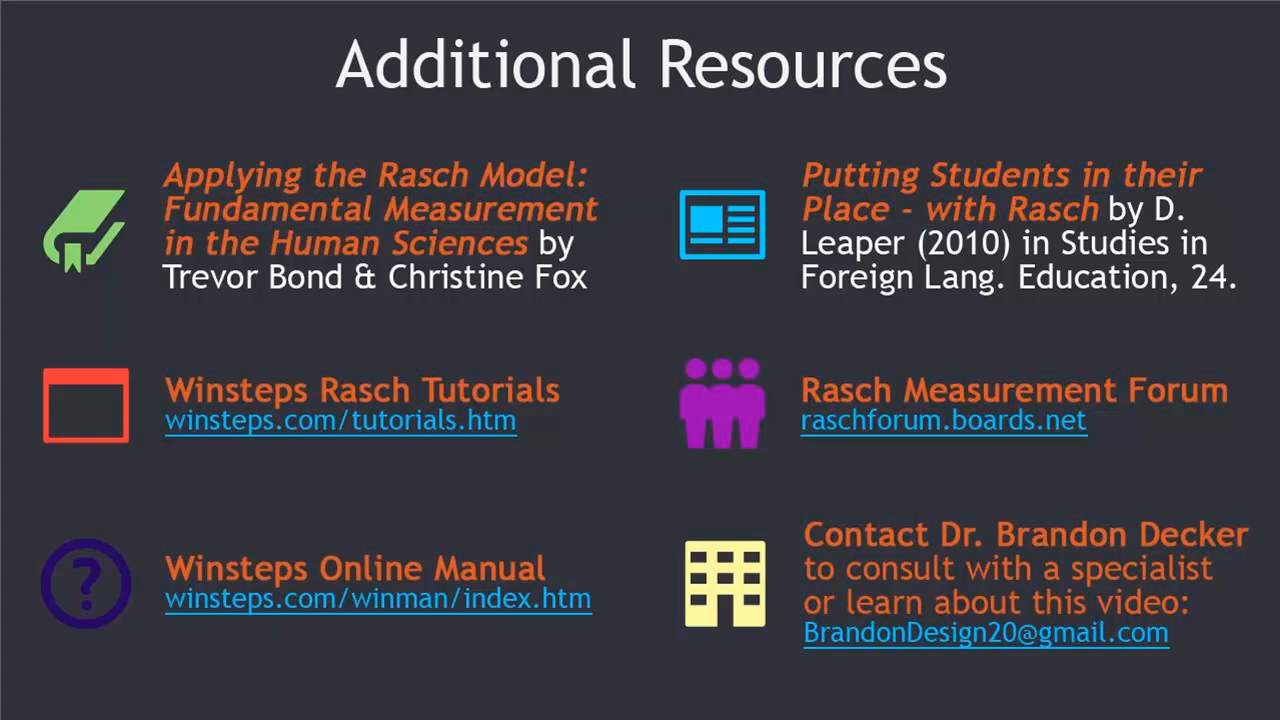 Additional Resources
Applying the Rasch Model:
Fundamental Measurement
in the Human Sciences by
Trevor Bond & Christine Fox
Putting Students in their
Place - with Rasch by D.
Leaper (2010) in Studies in
Foreign Lang. Education, 24.
Winsteps Rasch Tutorials
winsteps.com/tutorials.htm
Rasch Measurement Forum
raschforum.boards.net
Winsteps Online Manual
winsteps.com/winman/index.htm
Contact Dr. Brandon Decker
to consult with a specialist
or learn about this video:
BrandonDesign20@gmail.com